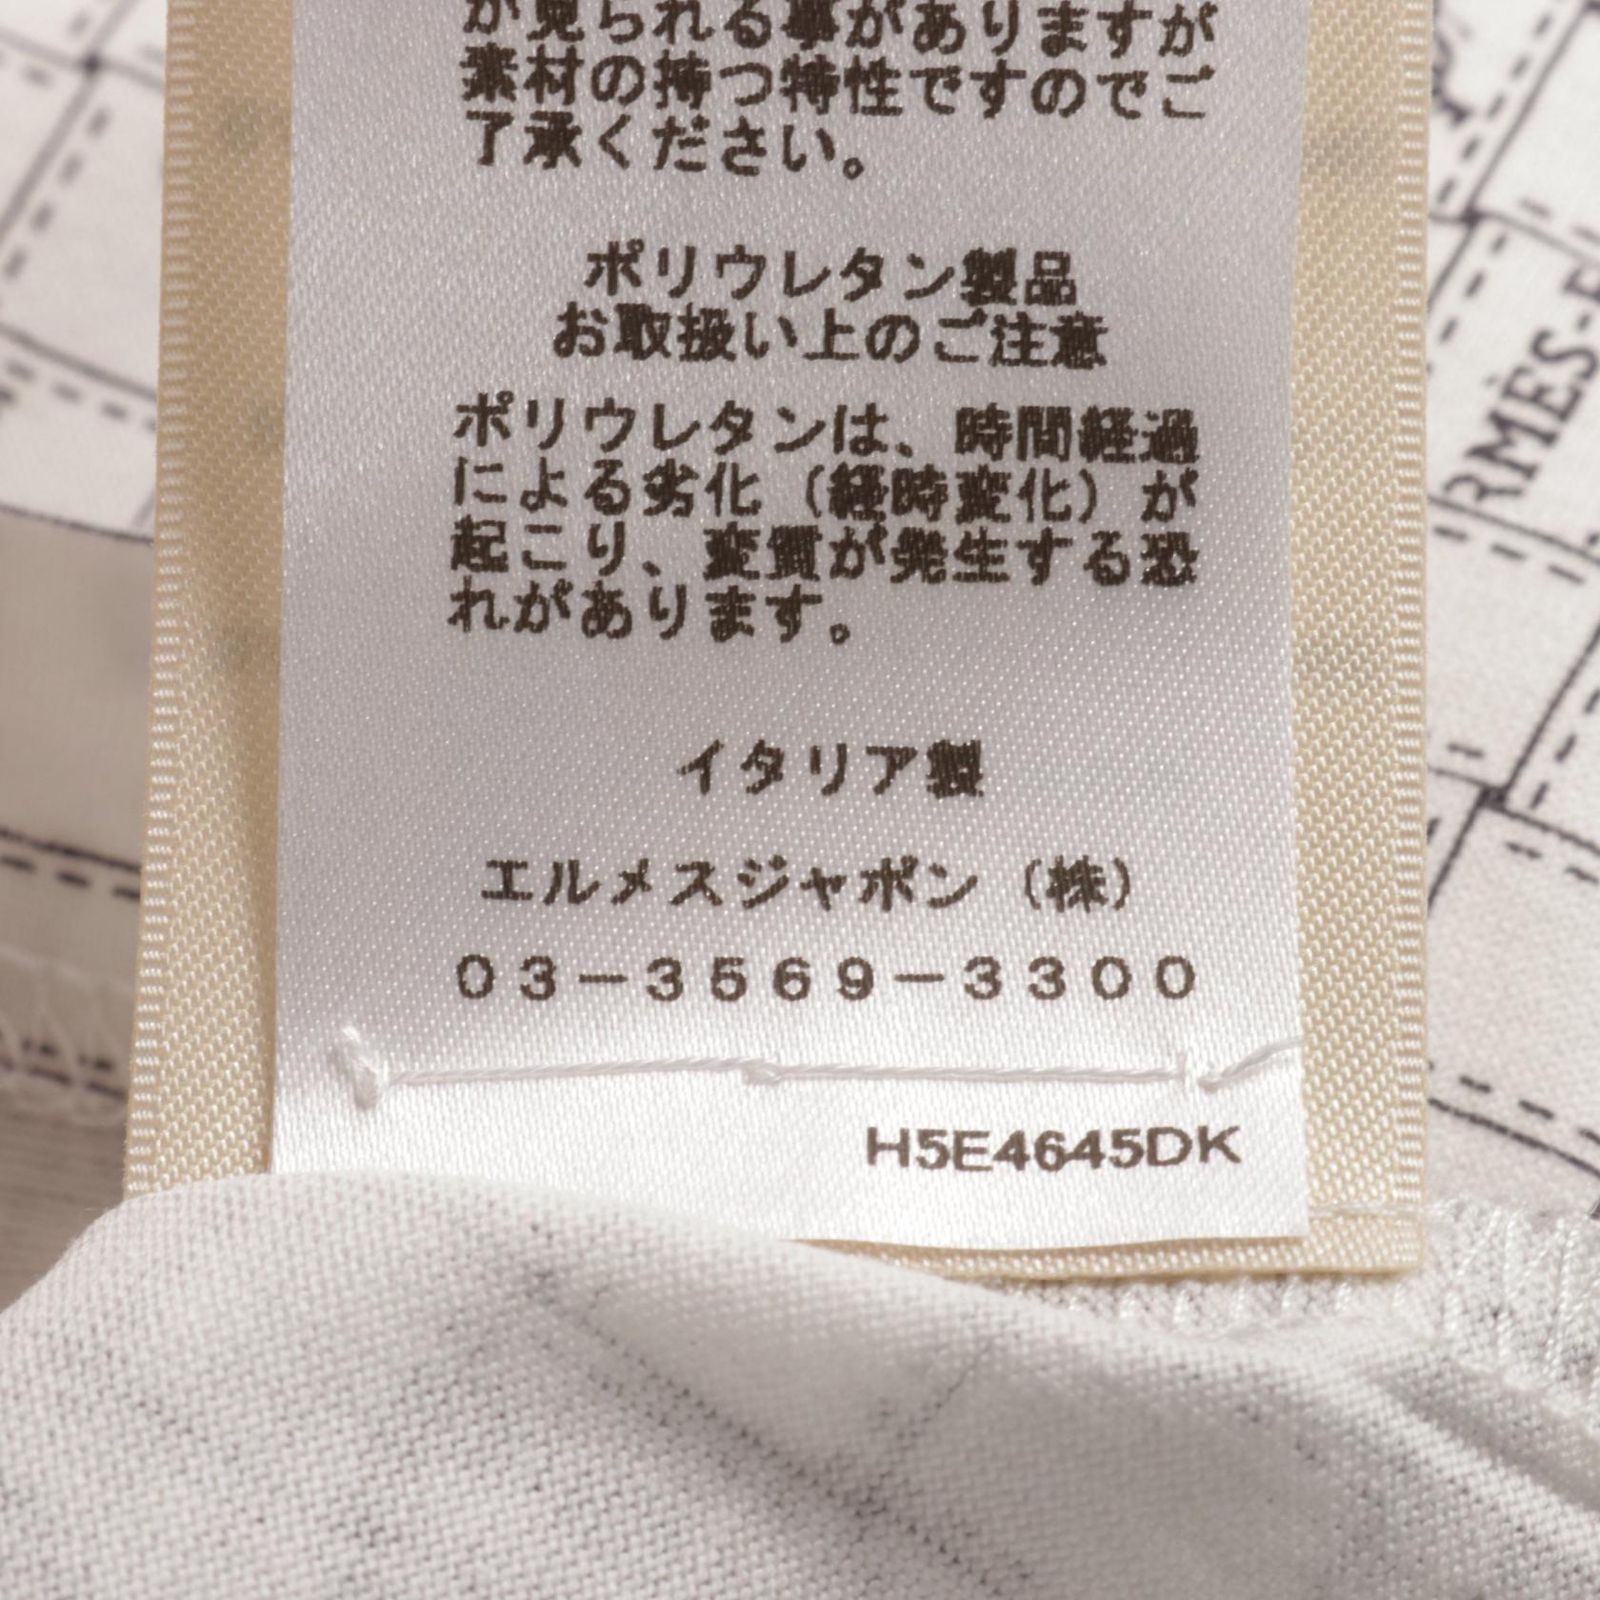 が見られる事がありますが
素材の持つ特性ですのでご
了承ください。
ポリウレタン製品
お取扱い上のご注意
ポリウレタンは、時間経過
による劣化（経時変化）が
起こり、変質が発生する恐
れがあります。
イタリア製
エルメスジャポン（株）
03-3569-3300
H5E4645DK
RMÈS-